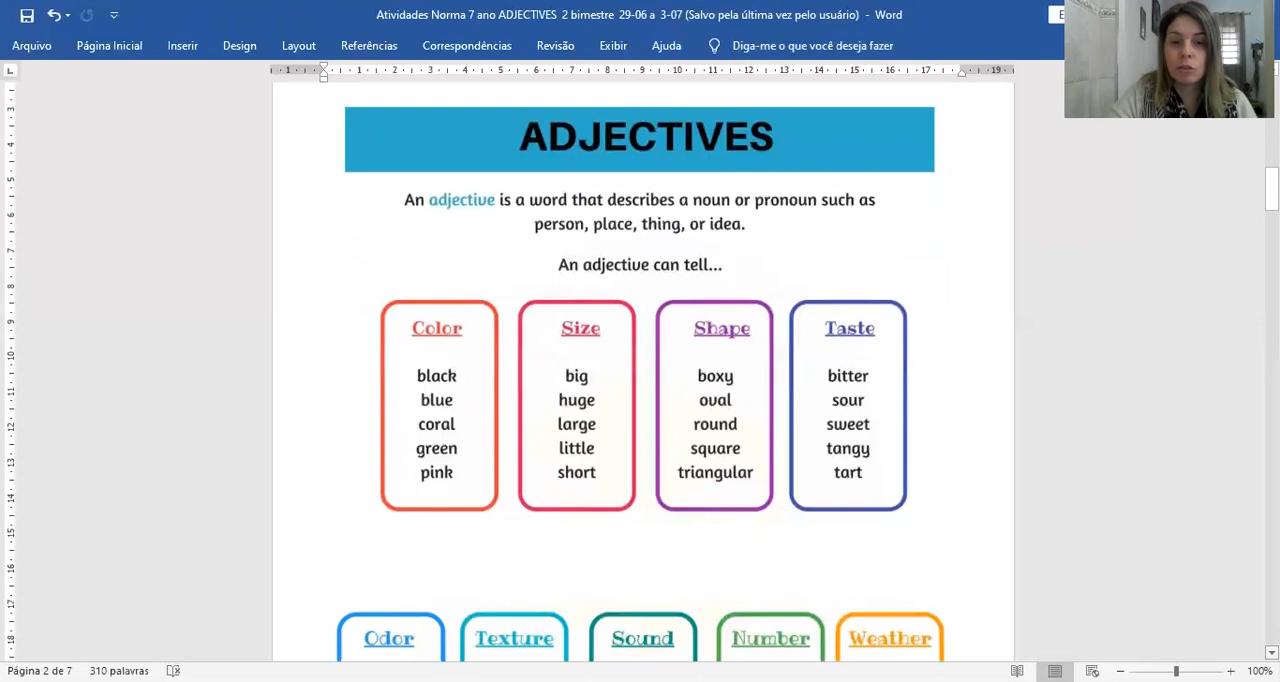 Atividades Norma 7 ano ADJECTIVES 2 bimestre 29-06 a 3-07 (Salvo pela última vez pelo usuário) - Word
Arquivo Página Inicial Inserir Design Layout Referências Correspondências Revisão Exibir Ajuda Diga-me o que você deseja fazer
ADJECTIVES
An adjective is a word that describes a noun or pronoun such as
person, place, thing, or idea.
An adjective can tell...
Color Size Shape Taste
black big boxy bitter
blue huge oval sour
coral large round sweet
green little square tangy
pink short triangular tart
Odor Texture Sound Number Weather
Página 2 de 7 310 palavras 100%